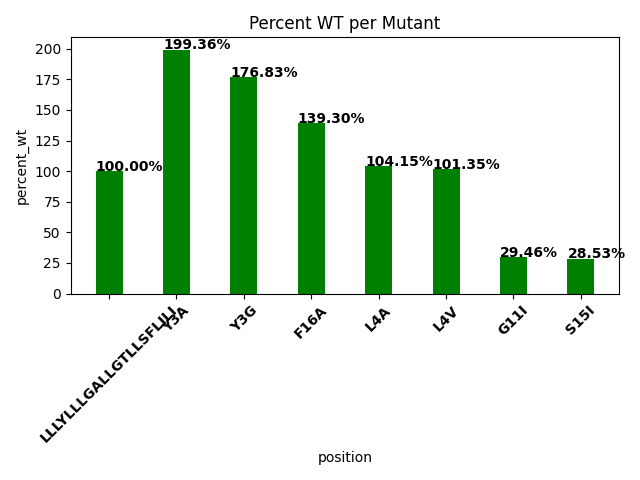 Percent WT per Mutant
percent_wt
200
175
150
125
100
75
50
25
0
100.00%
199.36%
176.83%
139.30%
104.15%
101.35%
29.46%
28.53%
Y3A
Y3G
F16A
L4A
L4V
G11I
S15I
position